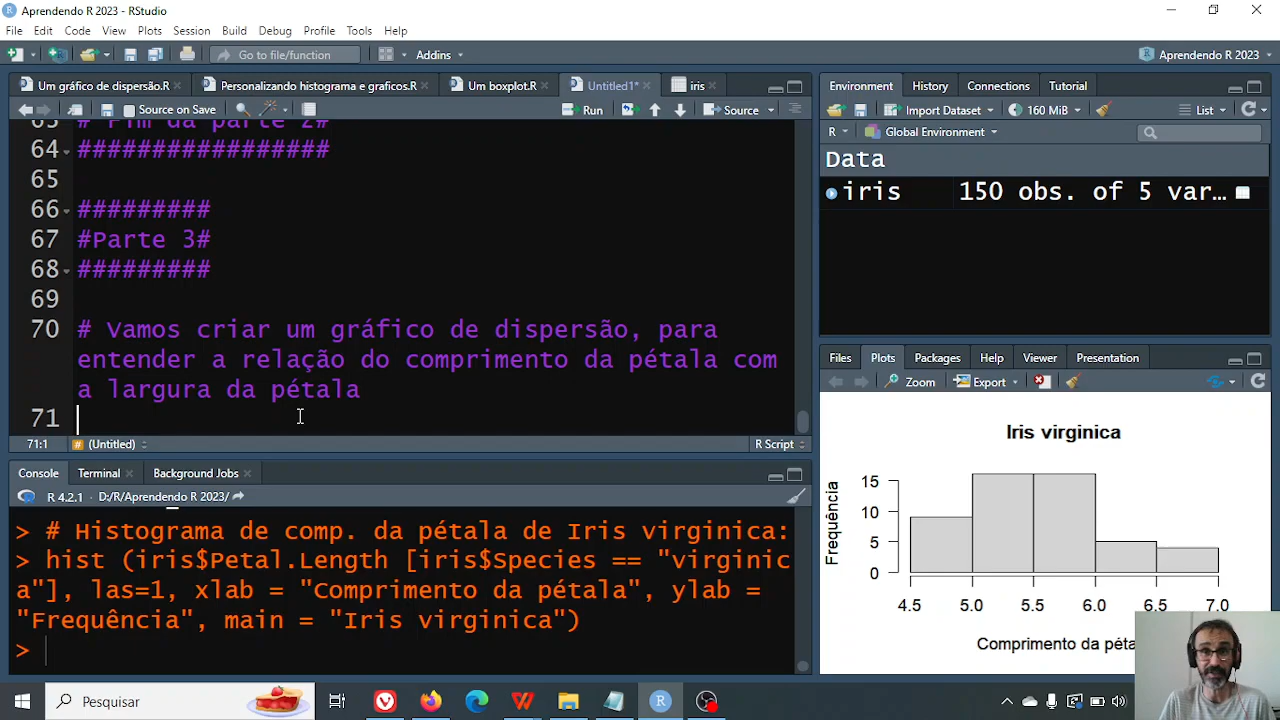 Aprendendo R 2023 - RStudio
File Edit Code View Plots Session Build Debug Profile Tools Help
Go to file/function Addins Aprendendo R 2023
Um gráfico de dispersão.R Personalizando histograma e graficos.R Um boxplot.R Untitled1* iris
Source on Save Run Source
# Fim da parte 2#
64 #################
65
66 #########
67 #Parte 3#
68 #########
69
70 # Vamos criar um gráfico de dispersão, para
entender a relação do comprimento da pétala com
a largura da pétala
71
71:1 # (Untitled) R Script
Console Terminal Background Jobs
R 4.2.1 · D:/R/Aprendendo R 2023/
> # Histograma de comp. da pétala de Iris virginica:
> hist (iris$Petal.Length [iris$Species == "virginic
a"], las=1, xlab = "Comprimento da pétala", ylab =
"Frequência", main = "Iris virginica")
>
Environment History Connections Tutorial
Import Dataset 160 MiB List
R Global Environment
Data
iris 150 obs. of 5 var…
Files Plots Packages Help Viewer Presentation
Zoom Export
Iris virginica
Frequência
15
10
5
0
4.5 5.0 5.5 6.0 6.5 7.0
Comprimento da péta
Pesquisar